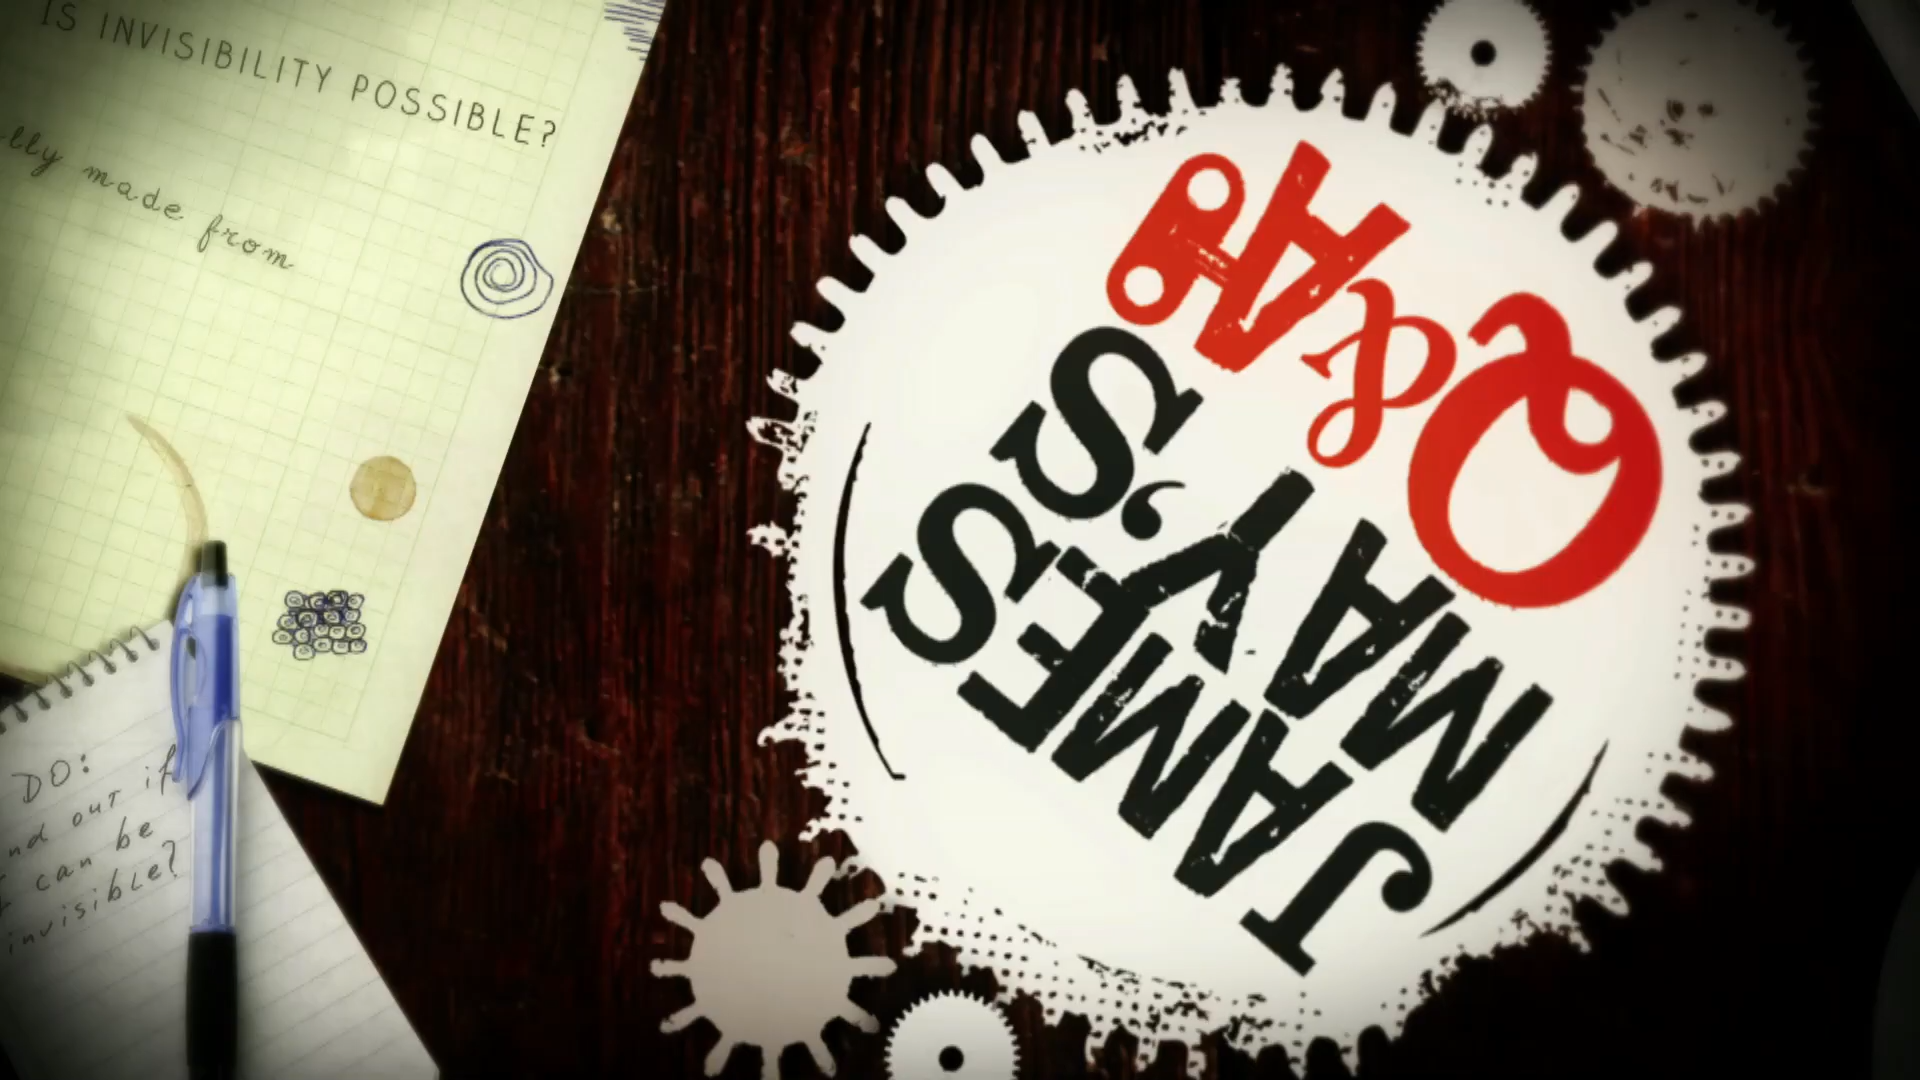 IS INVISIBILITY POSSIBLE?
lly made from
DO:
nd out if
I can be
invisible?
JAMES
MAY'S
Q&A